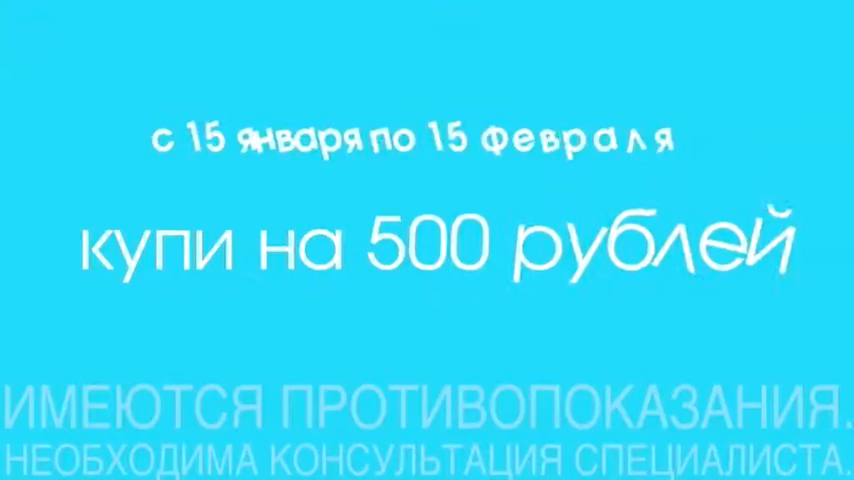 с 15 января по 15 февраля
купи на 500 рублей
ИМЕЮТСЯ ПРОТИВОПОКАЗАНИЯ.
НЕОБХОДИМА КОНСУЛЬТАЦИЯ СПЕЦИАЛИСТА.